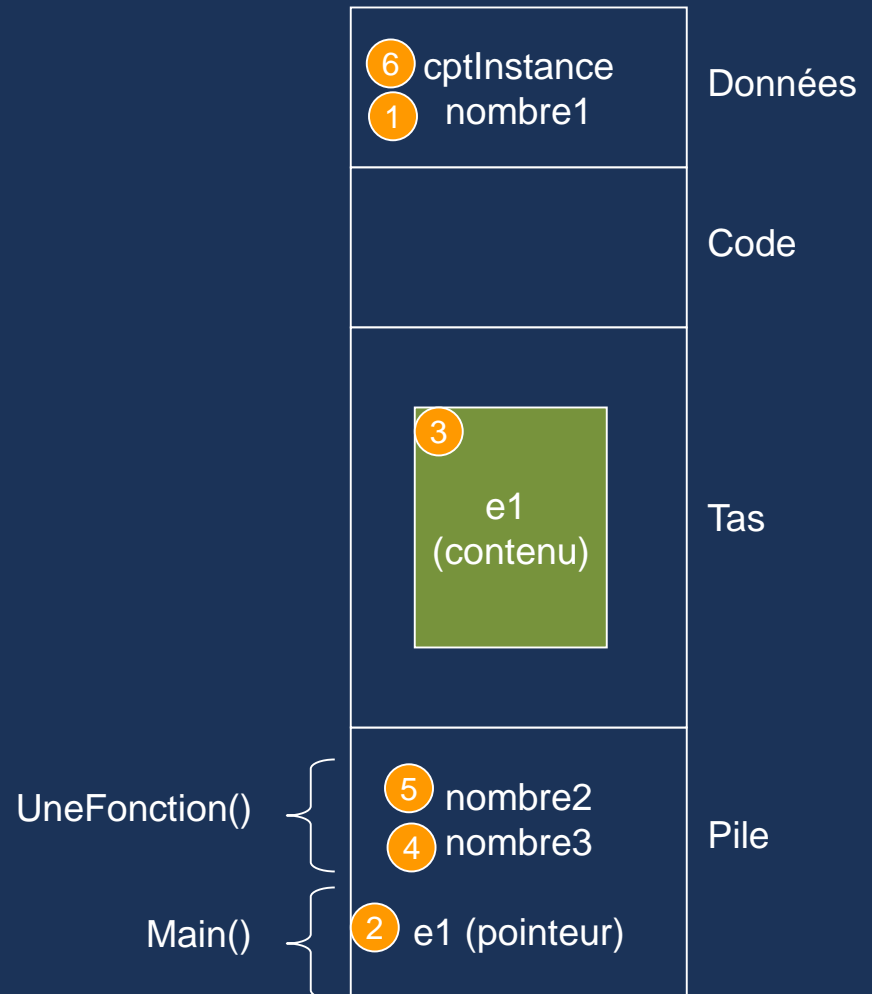 6 cptInstance
1 nombre1
Données
Code
3
e1
(contenu)
Tas
UneFonction()
5 nombre2
4 nombre3
Pile
Main()
2 e1 (pointeur)